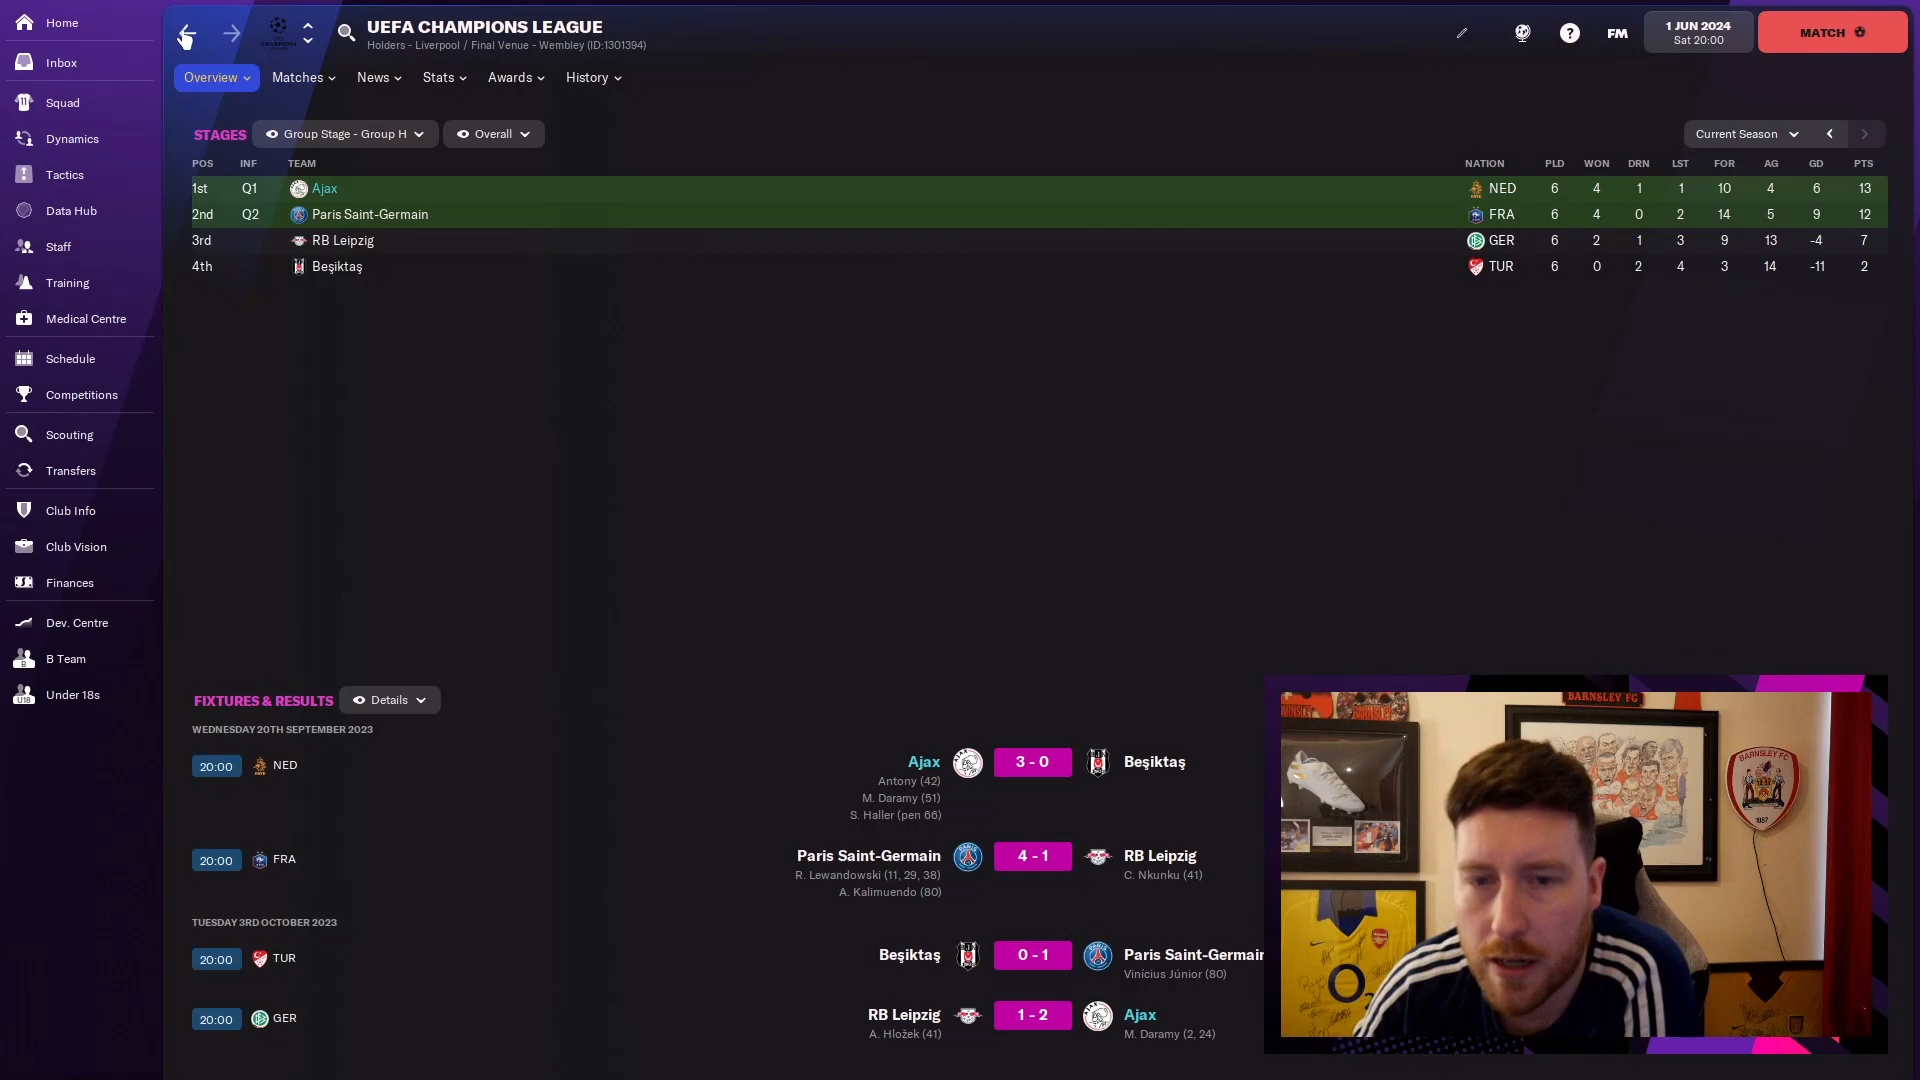 Home
Inbox
Squad
Dynamics
Tactics
Data Hub
Staff
Training
Medical Centre
Schedule
Competitions
Scouting
Transfers
Club Info
Club Vision
Finances
Dev. Centre
B Team
Under 18s
UEFA CHAMPIONS LEAGUE
Holders - Liverpool / Final Venue - Wembley (ID:1301394)
FM
1 JUN 2024
Sat 20:00
MATCH
Overview Matches News Stats Awards History
STAGES Group Stage - Group H Overall Current Season
POS INF TEAM NATION PLD WON DRN LST FOR AG GD PTS
1st Q1 Ajax NED 6 4 1 1 10 4 6 13
2nd Q2 Paris Saint-Germain FRA 6 4 0 2 14 5 9 12
3rd RB Leipzig GER 6 2 1 3 9 13 -4 7
4th Beşiktaş TUR 6 0 2 4 3 14 -11 2
FIXTURES & RESULTS Details
WEDNESDAY 20TH SEPTEMBER 2023
20:00 NED Ajax 3 - 0 Beşiktaş
Antony (42)
M. Daramy (51)
S. Haller (pen 66)
20:00 FRA Paris Saint-Germain 4 - 1 RB Leipzig
R. Lewandowski (11, 29, 38) C. Nkunku (41)
A. Kalimuendo (80)
TUESDAY 3RD OCTOBER 2023
20:00 TUR Beşiktaş 0 - 1 Paris Saint-Germain
Vinícius Júnior (80)
20:00 GER RB Leipzig 1 - 2 Ajax
A. Hložek (41) M. Daramy (2, 24)
BARNSLEY FC
BARNSLEY FC
1887